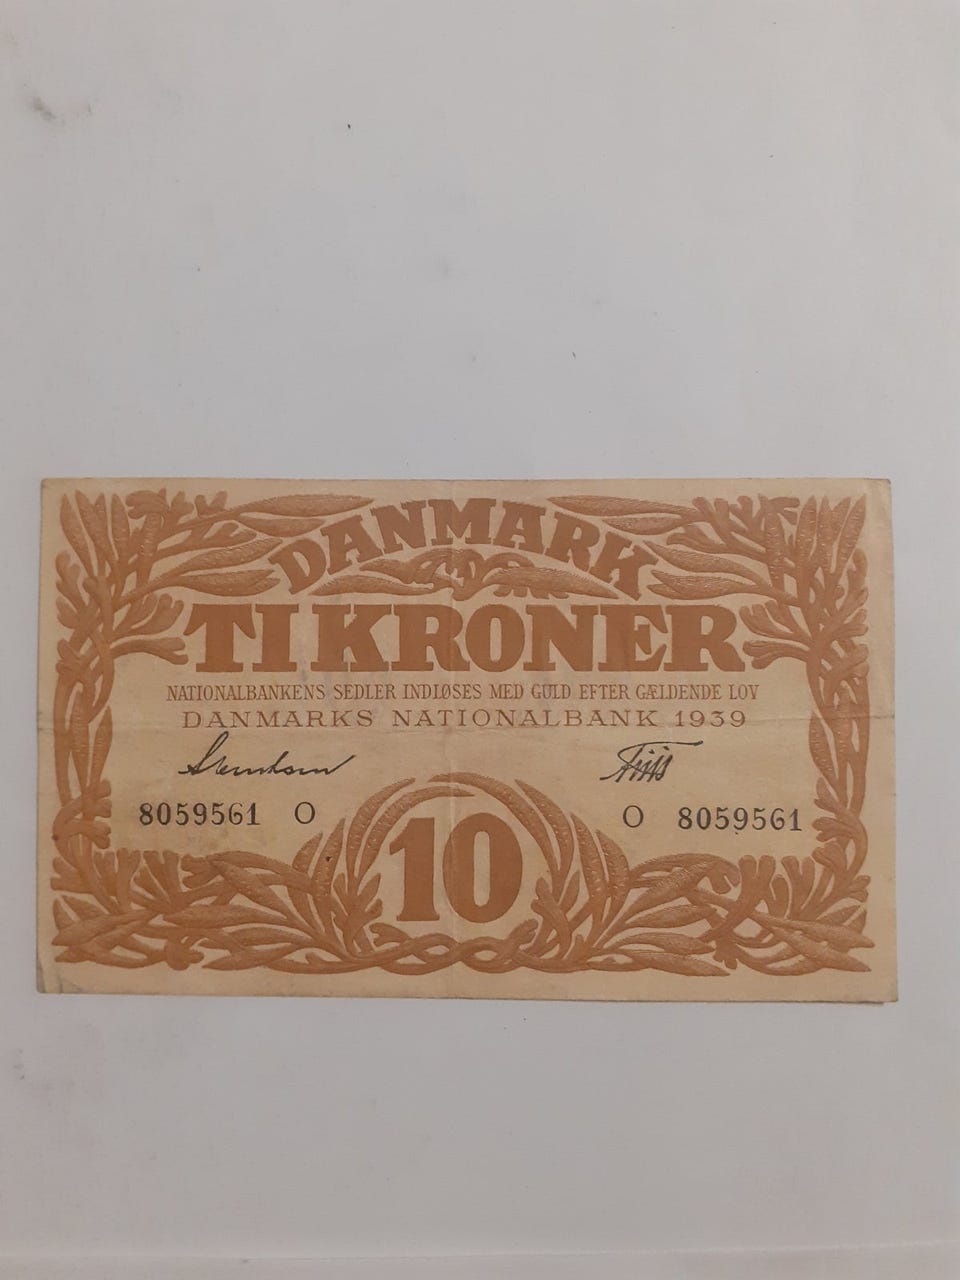 DANMARK
TI KRONER
NATIONALBANKENS SEDLER INDLØSES MED GULD EFTER GÆLDENDE LOV
DANMARKS NATIONALBANK 1939
8059561 O O 8059561
10